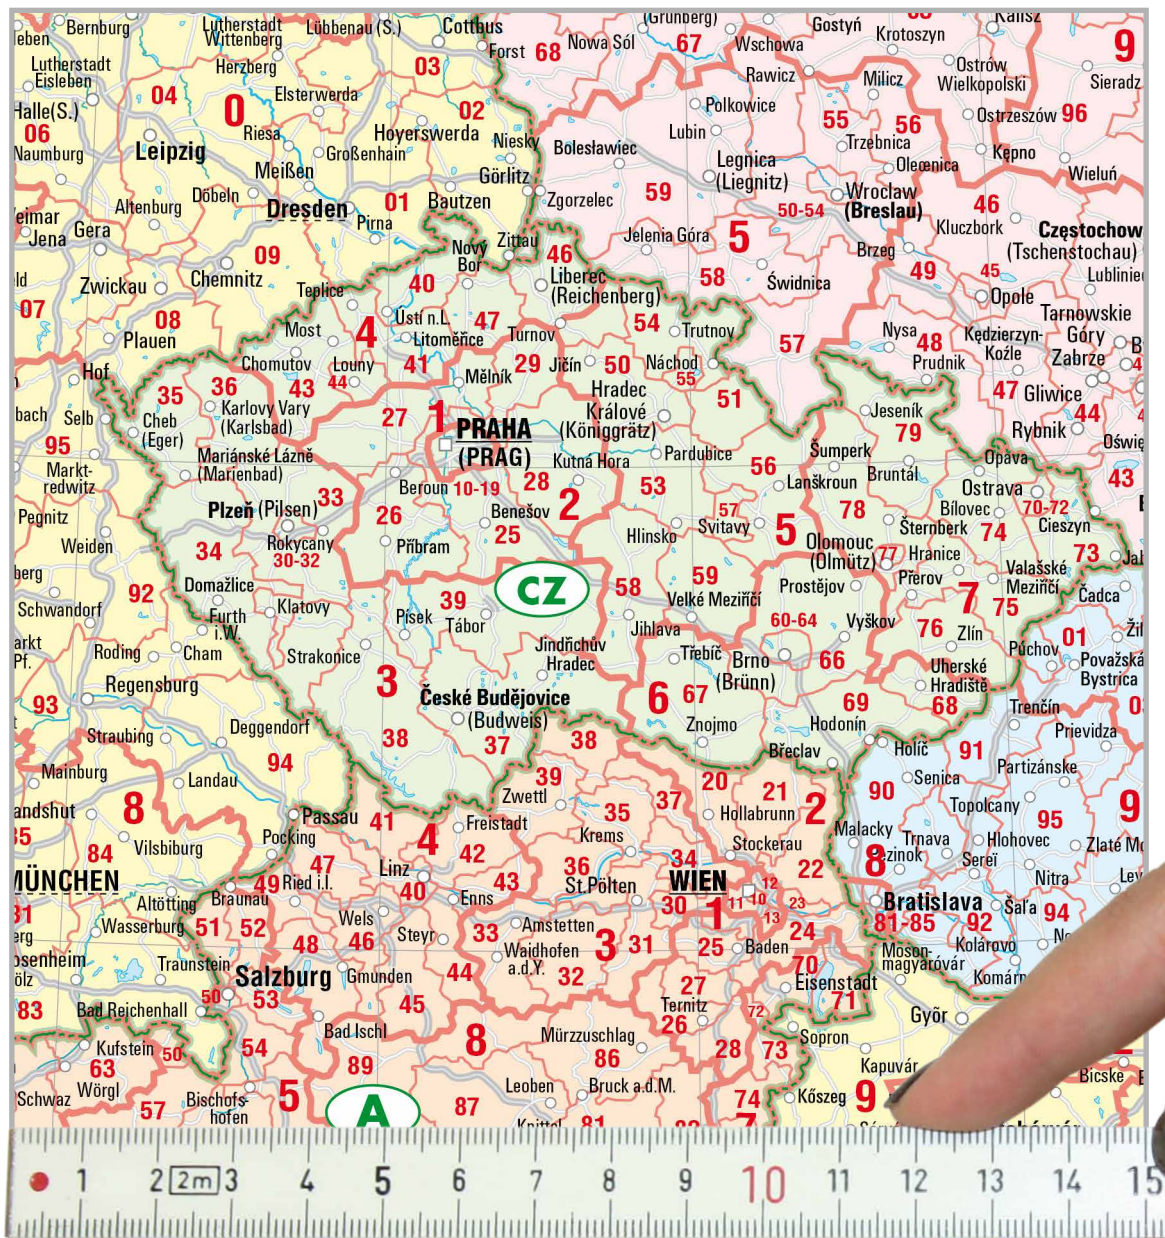 Bernburg
Lutherstadt
Wittenberg
Lübbenau (S.)
Cottbus
Forst
68
Nowa Sól
(Grünberg)
67
Wschowa
Gostyń
Krotoszyn
Kalisz
9
Lutherstadt
Eisleben
Herzberg
03
Rawicz
Milicz
Ostrów
Wielkopolski
Sieradz
04
0
Elsterwerda
02
Polkowice
55
56
Ostrzeszów
96
Halle(S.)
06
Riesa
Hoyerswerda
Lubin
Trzebnica
Naumburg
Leipzig
Großenhain
Niesky
Bolesławiec
Legnica
(Liegnitz)
Kępno
Wieluń
Meißen
Görlitz
Wrocław
(Breslau)
Altenburg
Döbeln
Dresden
01
Bautzen
Zgorzelec
59
50-54
46
Jena
Gera
Pirna
Jelenia Góra
5
Kluczbork
Częstochow
(Tschenstochau)
09
Nový
Bor
Zittau
46
Brzeg
Zwickau
Chemnitz
40
Liberec
(Reichenberg)
58
Świdnica
49
45
Opole
Lubliniec
07
Teplice
Ústí n.L.
47
08
Plauen
Most
4
Litoměřice
Turnov
54
Trutnov
57
Nysa
48
Kędzierzyn-
Koźle
Tarnowskie
Góry
Zabrze
Hof
Chomutov
Louny
41
29
Jičín
50
Náchod
Prudnik
35
36
43
44
Mělník
Hradec
Králové
(Königgrätz)
55
51
47
Gliwice
44
Selb
Cheb
(Eger)
Karlovy Vary
(Karlsbad)
27
1
PRAHA
(PRAG)
Jeseník
79
Rybnik
95
Markt-
redwitz
Mariánské Lázně
(Marienbad)
Kutna Hora
Pardubice
56
Šumperk
Bruntál
Opava
43
Beroun
10-19
28
53
Lanškroun
Ostrava
Pegnitz
Plzeň (Pilsen)
33
26
Benešov
2
57
78
Bílovec
70-72
Cieszyn
Weiden
34
Rokycany
30-32
Příbram
25
Hlinsko
Svitavy
5
Olomouc
(Olmütz)
Šternberk
74
Hranice
73
92
Domažlice
CZ
59
77
Přerov
Valašské
Meziříčí
Schwandorf
Furth
i.W.
Klatovy
39
Písek
Tábor
58
Velké Meziříčí
Prostějov
7
75
Čadca
60-64
Vyškov
76
Zlín
01
Roding
Cham
Strakonice
Jindřichův
Hradec
Jihlava
Třebíč
Brno
(Brünn)
66
Púchov
Považská
Bystrica
Regensburg
93
3
České Budějovice
(Budweis)
6
67
Uherské
Hradiště
68
Trenčín
Straubing
Deggendorf
38
37
38
Znojmo
69
Hodonín
Prievidza
94
Břeclav
Holíč
91
Mainburg
Landau
39
Zwettl
20
21
2
90
Senica
Partizánske
8
Passau
41
4
Freistadt
35
37
Hollabrunn
Topolcany
9
95
Pocking
Krems
Stockerau
Malacky
Trnava
Hlohovec
84
Vilsbiburg
47
Linz
42
34
8
Sereď
MÜNCHEN
49
Ried i.I.
40
43
36
St.Pölten
WIEN
12
22
Nitra
Altötting
Braunau
Enns
30
11
10
23
Bratislava
81-85
Šaľa
94
Wasserburg
51
52
Wels
Steyr
33
Amstetten
1
13
24
92
Kolárovo
48
46
Waidhofen
a.d.Y.
3
31
25
Baden
Moson-
magyaróvár
Traunstein
Salzburg
Gmunden
44
32
70
Eisenstadt
Komárn
83
Bad Reichenhall
50
53
45
27
Ternitz
71
Győr
Kufstein
50
54
Bad Ischl
8
Mürzzuschlag
26
72
Sopron
63
Wörgl
89
86
28
73
Kapuvár
Schwaz
57
Bischofs-
hofen
5
A
87
Leoben
Bruck a.d.M.
74
Kőszeg
9
Bicske
1 2 2m 3 4 5 6 7 8 9 10 11 12 13 14 15